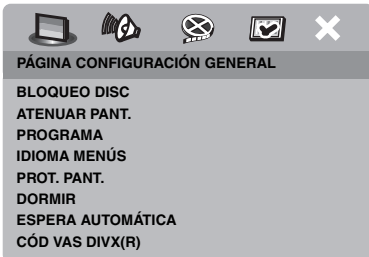 PÁGINA CONFIGURACIÓN GENERAL
BLOQUEO DISC
ATENUAR PANT.
PROGRAMA
IDIOMA MENÚS
PROT. PANT.
DORMIR
ESPERA AUTOMÁTICA
CÓD VAS DIVX(R)